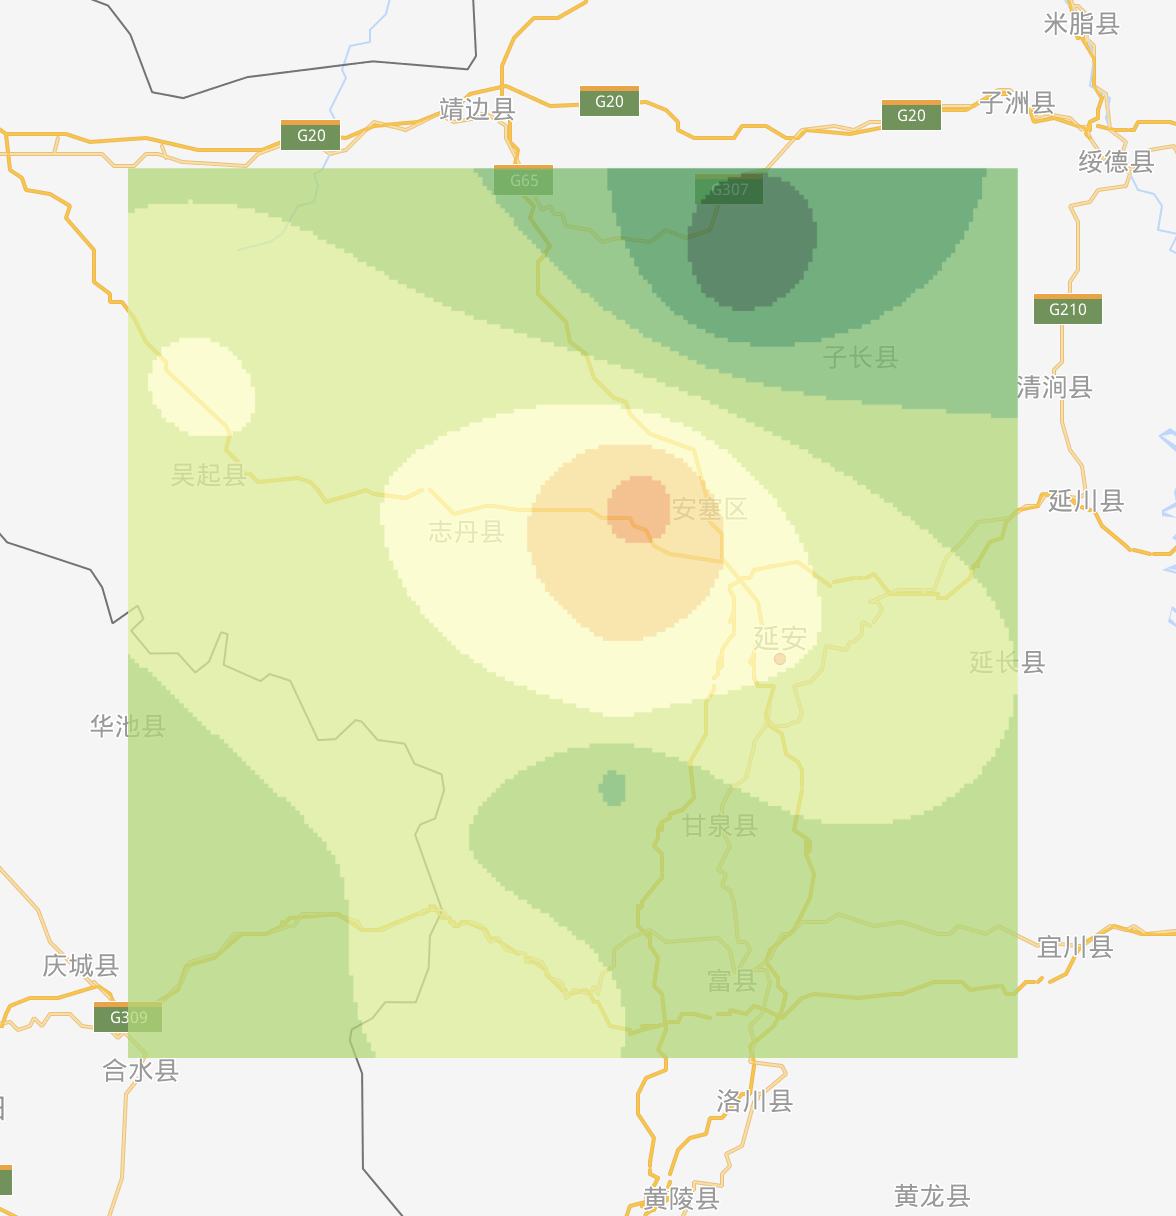 米脂县
靖边县
G20
G20
子洲县
G20
绥德县
G65
G307
G210
子长县
清涧县
吴起县
安塞区
延川县
志丹县
延安
延长县
华池县
甘泉县
庆城县
富县
宜川县
G309
合水县
洛川县
黄陵县
黄龙县